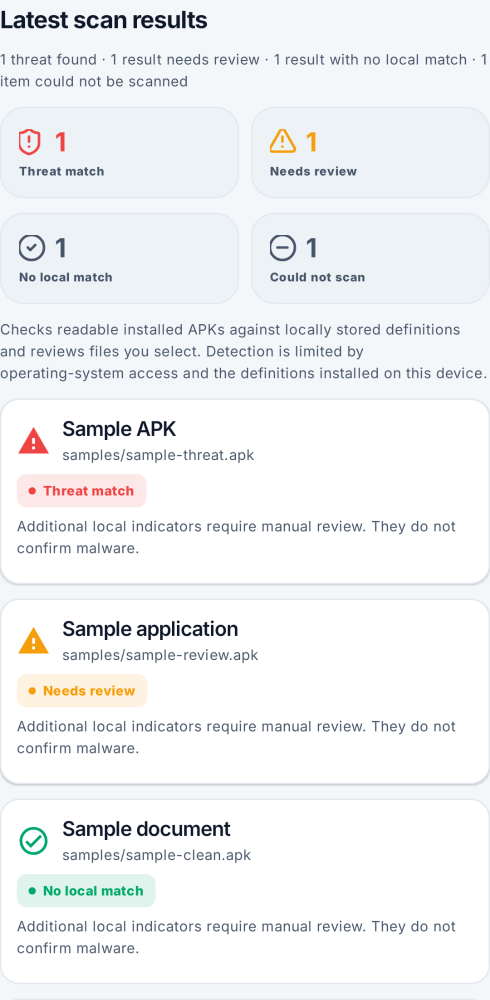 Latest scan results
1 threat found · 1 result needs review · 1 result with no local match · 1
item could not be scanned
1
Threat match
1
Needs review
1
No local match
1
Could not scan
Checks readable installed APKs against locally stored definitions
and reviews files you select. Detection is limited by
operating-system access and the definitions installed on this device.
Sample APK
samples/sample-threat.apk
Threat match
Additional local indicators require manual review. They do not
confirm malware.
Sample application
samples/sample-review.apk
Needs review
Additional local indicators require manual review. They do not
confirm malware.
Sample document
samples/sample-clean.apk
No local match
Additional local indicators require manual review. They do not
confirm malware.